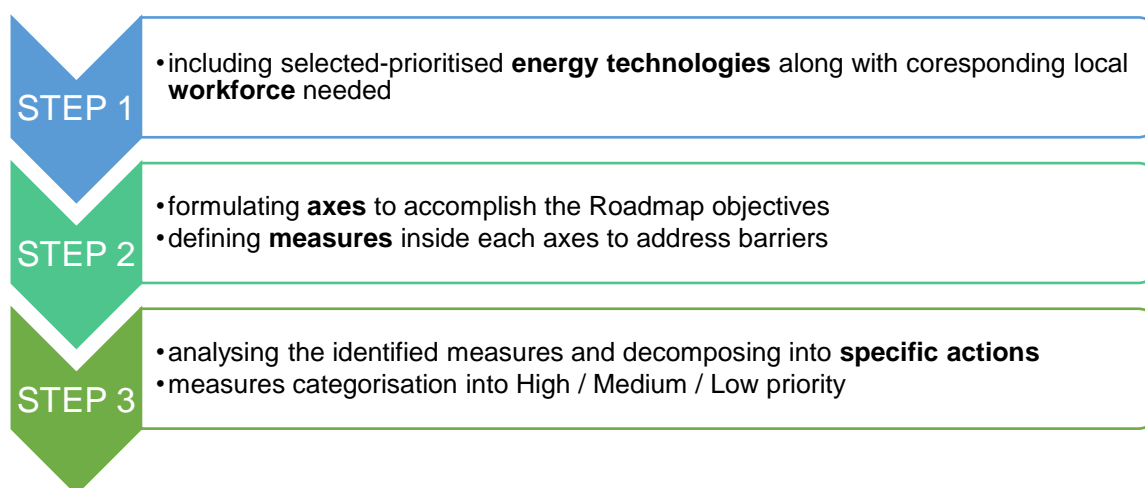 STEP 1
•including selected-prioritised energy technologies along with coresponding local
workforce needed
STEP 2
•formulating axes to accomplish the Roadmap objectives
•defining measures inside each axes to address barriers
STEP 3
•analysing the identified measures and decomposing into specific actions
•measures categorisation into High / Medium / Low priority